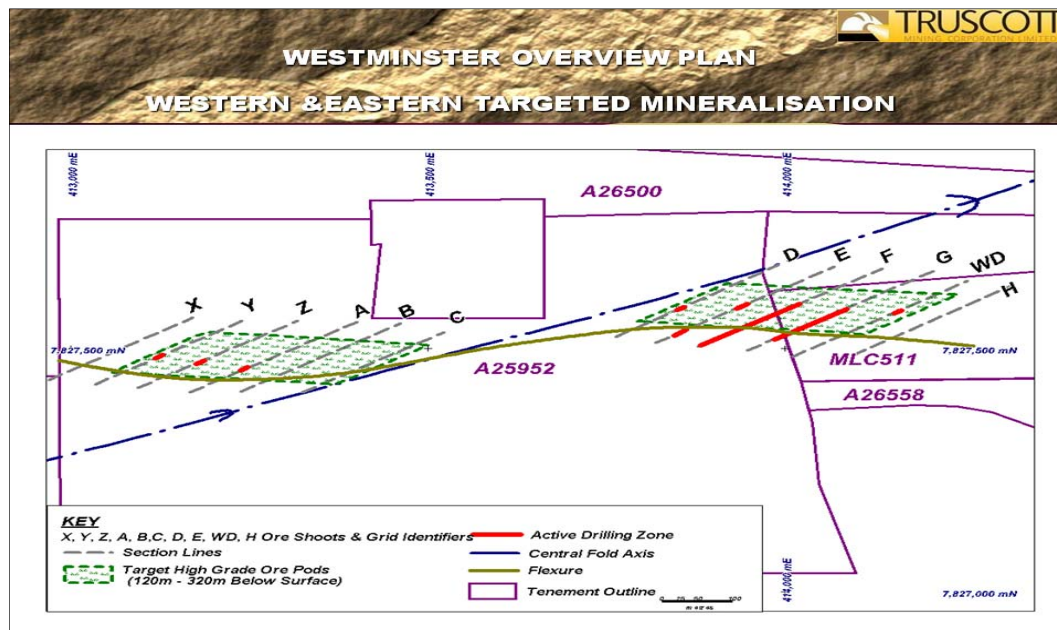 TRUSCOTT
MINING CORPORATION LIMITED
WESTMINSTER OVERVIEW PLAN
WESTERN &EASTERN TARGETED MINERALISATION
413,000 mE
413,500 mE
414,000 mE
A26500
D
E
F
G
WD
H
X
Y
Z
A
B
C
7,827,500 mN
7,827,500 mN
A25952
MLC511
A26558
KEY
X, Y, Z, A, B,C, D, E, WD, H Ore Shoots & Grid Identifiers
Section Lines
Target High Grade Ore Pods
(120m - 320m Below Surface)
Active Drilling Zone
Central Fold Axis
Flexure
Tenement Outline
414,000 mE
7,827,000 mN